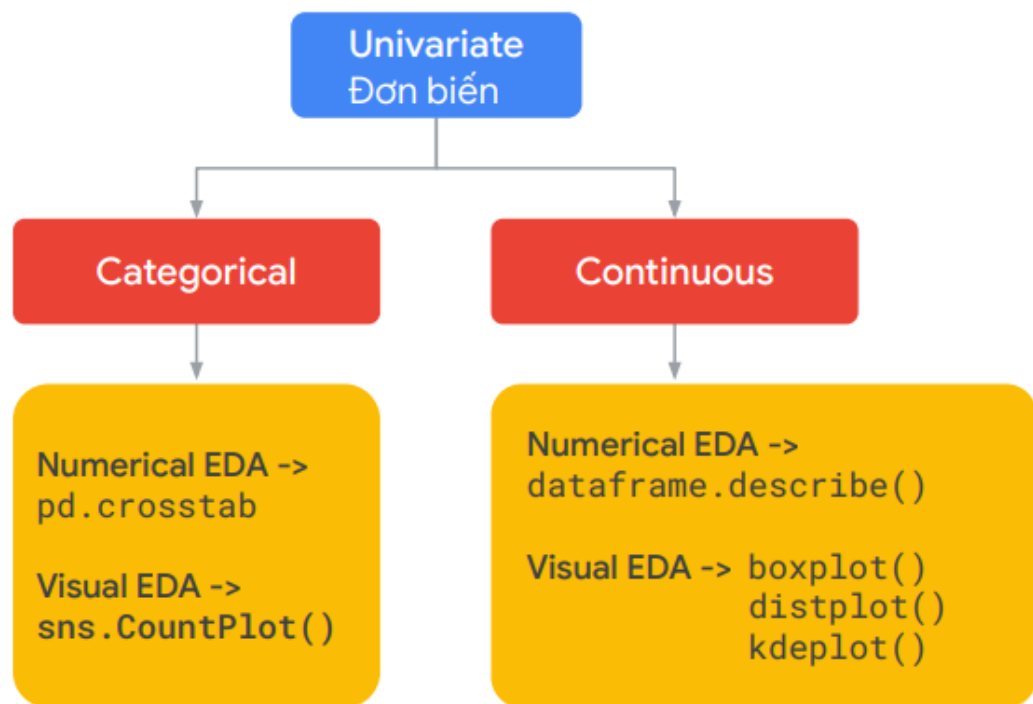 Univariate
Đơn biến
Categorical
Continuous
Numerical EDA ->
pd.crosstab
Visual EDA ->
sns.CountPlot()
Numerical EDA ->
dataframe.describe()
Visual EDA -> boxplot()
distplot()
kdeplot()